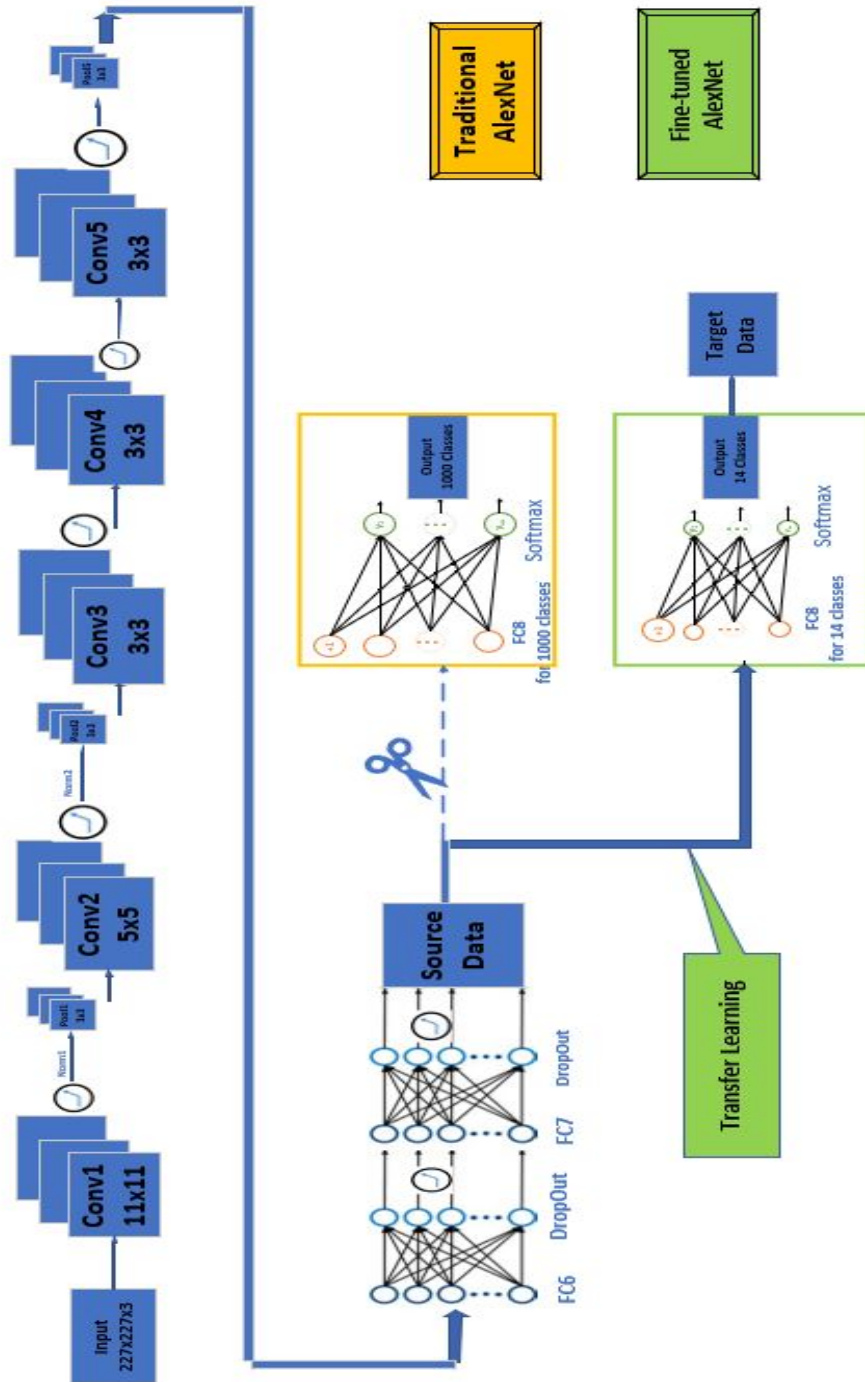 Input
227x227x3
Conv1
11x11
Norm1
Pool1
3x3
Conv2
5x5
Norm2
Pool2
3x3
Conv3
3x3
Conv4
3x3
Conv5
3x3
Pool5
3x3
FC6
DropOut
FC7
DropOut
Source
Data
+1
FC8
for 1000 classes
Softmax
Output
1000 Classes
Traditional
AlexNet
Transfer Learning
+1
FC8
for 14 classes
Softmax
Output
14 Classes
Target
Data
Fine-tuned
AlexNet